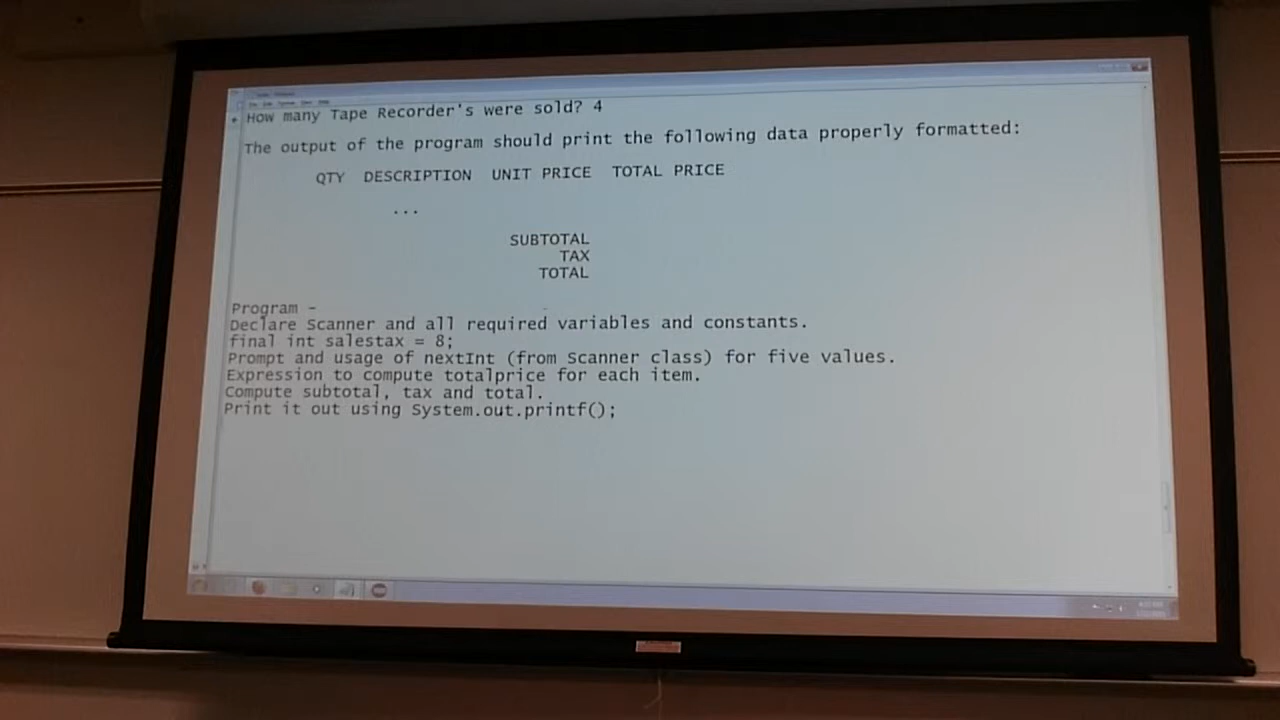 How many Tape Recorder's were sold? 4
The output of the program should print the following data properly formatted:
QTY DESCRIPTION UNIT PRICE TOTAL PRICE
...
SUBTOTAL
TAX
TOTAL
Program -
Declare Scanner and all required variables and constants.
final int salestax = 8;
Prompt and usage of nextInt (from Scanner class) for five values.
Expression to compute totalprice for each item.
Compute subtotal, tax and total.
Print it out using System.out.printf();